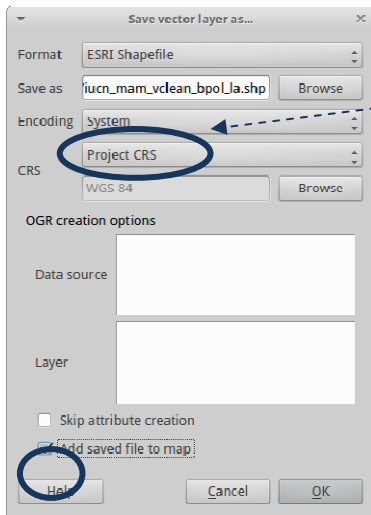 Save vector layer as...
Format ESRI Shapefile
Save as /iucn_mam_vclean_bpol_la.shp Browse
Encoding System
CRS Project CRS
WGS 84 Browse
OGR creation options
Data source
Layer
Skip attribute creation
Add saved file to map
Help Cancel OK